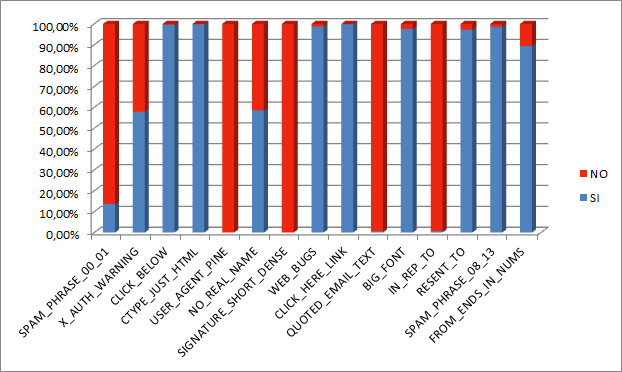 100,00%
90,00%
80,00%
70,00%
60,00%
50,00%
40,00%
30,00%
20,00%
10,00%
0,00%
SPAM_PHRASE_00_01
X_AUTH_WARNING
CLICK_BELOW
CTYPE_JUST_HTML
USER_AGENT_PINE
NO_REAL_NAME
SIGNATURE_SHORT_DENSE
WEB_BUGS
CLICK_HERE_LINK
QUOTED_EMAIL_TEXT
BIG_FONT
IN_REP_TO
RESENT_TO
SPAM_PHRASE_08_13
FROM_ENDS_IN_NUMS
NO
SI